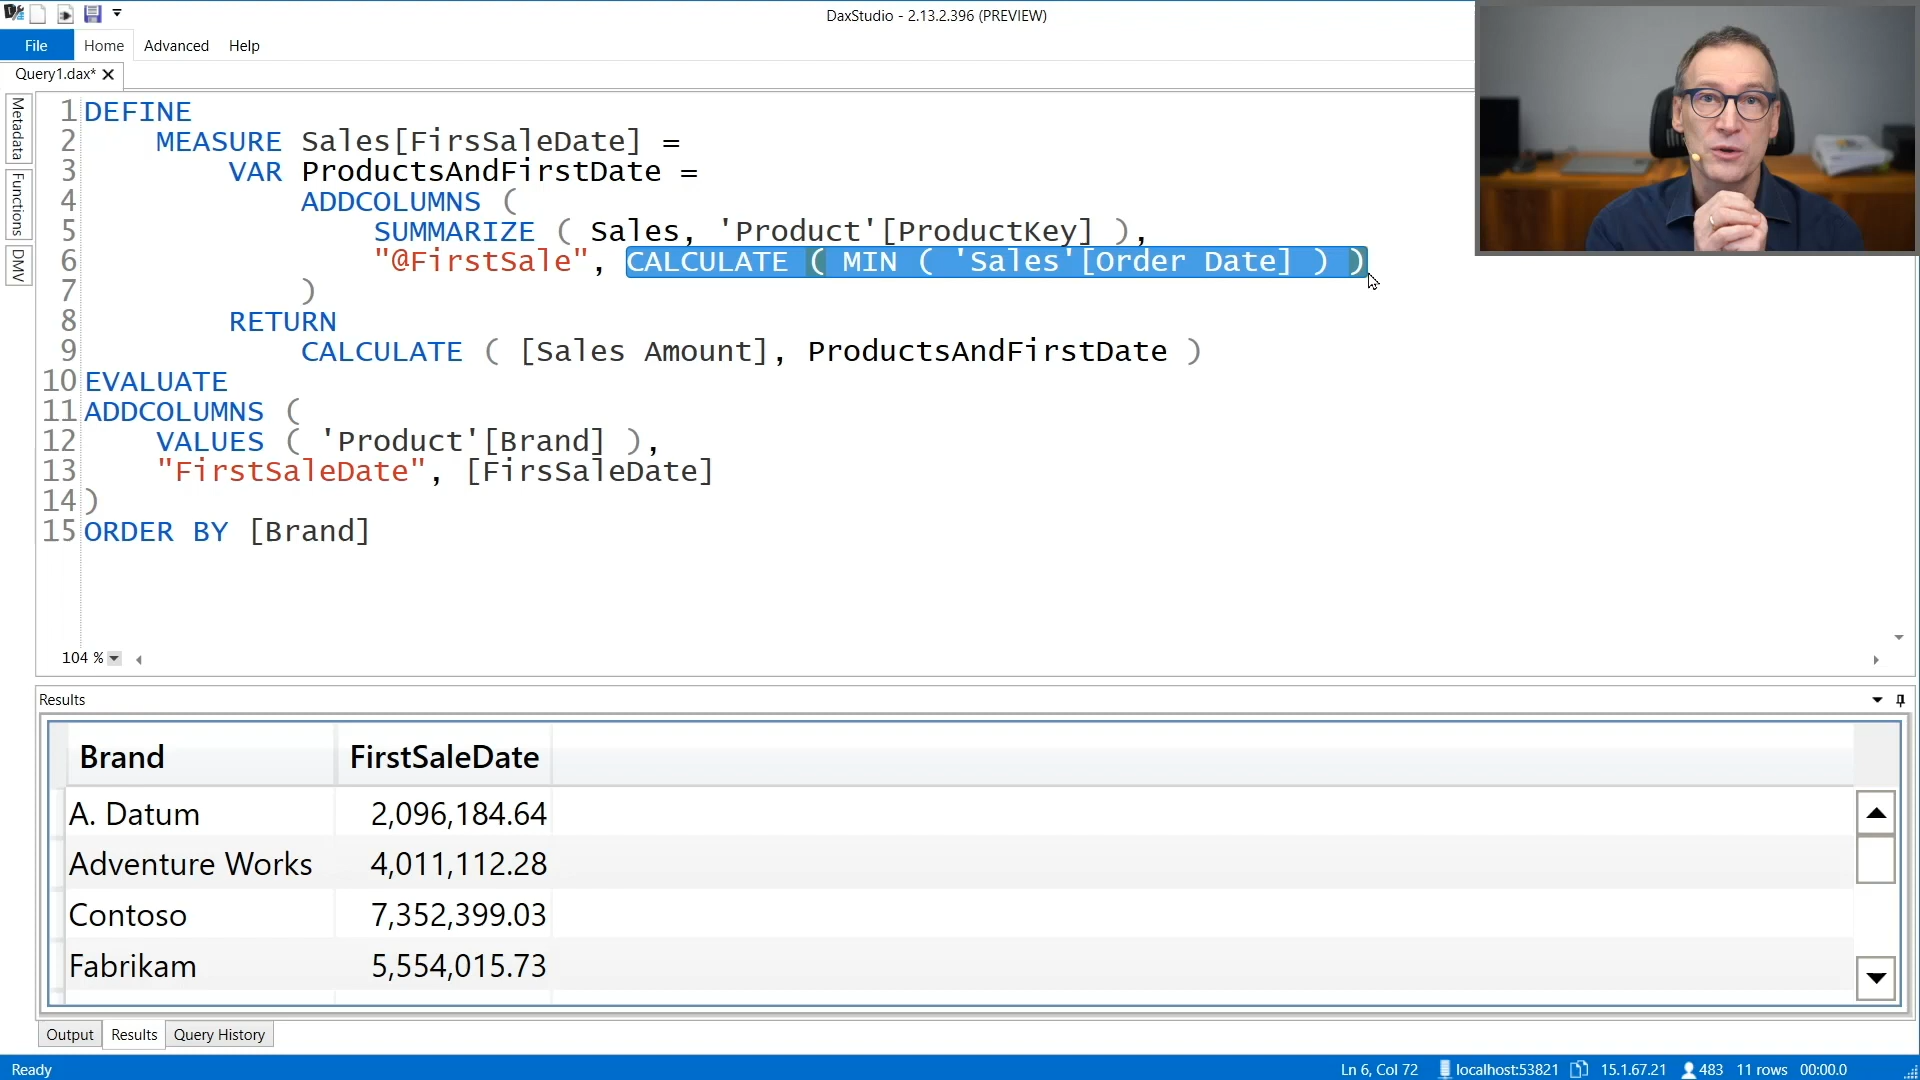 DaxStudio - 2.13.2.396 (PREVIEW)
File Home Advanced Help
Query1.dax*
Metadata
Functions
DMV
1 DEFINE
2 MEASURE Sales[FirsSaleDate] =
3 VAR ProductsAndFirstDate =
4 ADDCOLUMNS (
5 SUMMARIZE ( Sales, 'Product'[ProductKey] ),
6 "@FirstSale", CALCULATE ( MIN ( 'Sales'[Order Date] ) )
7 )
8 RETURN
9 CALCULATE ( [Sales Amount], ProductsAndFirstDate )
10 EVALUATE
11 ADDCOLUMNS (
12 VALUES ( 'Product'[Brand] ),
13 "FirstSaleDate", [FirsSaleDate]
14 )
15 ORDER BY [Brand]
104 %
Results
Brand FirstSaleDate
A. Datum 2,096,184.64
Adventure Works 4,011,112.28
Contoso 7,352,399.03
Fabrikam 5,554,015.73
Output Results Query History
Ready Ln 6, Col 72 localhost:53821 15.1.67.21 483 11 rows 00:00.0